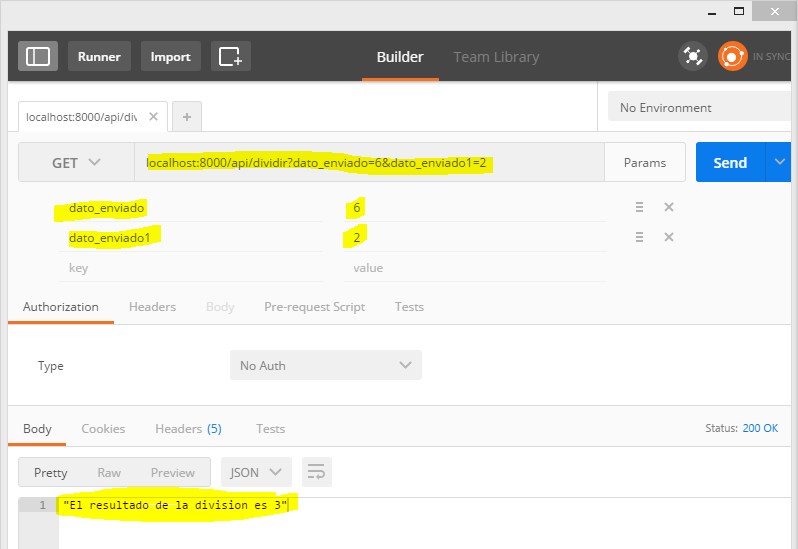 Runner Import Builder Team Library IN SYNC
localhost:8000/api/div No Environment
GET localhost:8000/api/dividir?dato_enviado=6&dato_enviado1=2 Params Send
dato_enviado 6
dato_enviado1 2
key value
Authorization Headers Body Pre-request Script Tests
Type No Auth
Body Cookies Headers (5) Tests Status: 200 OK
Pretty Raw Preview JSON
1 "El resultado de la division es 3"